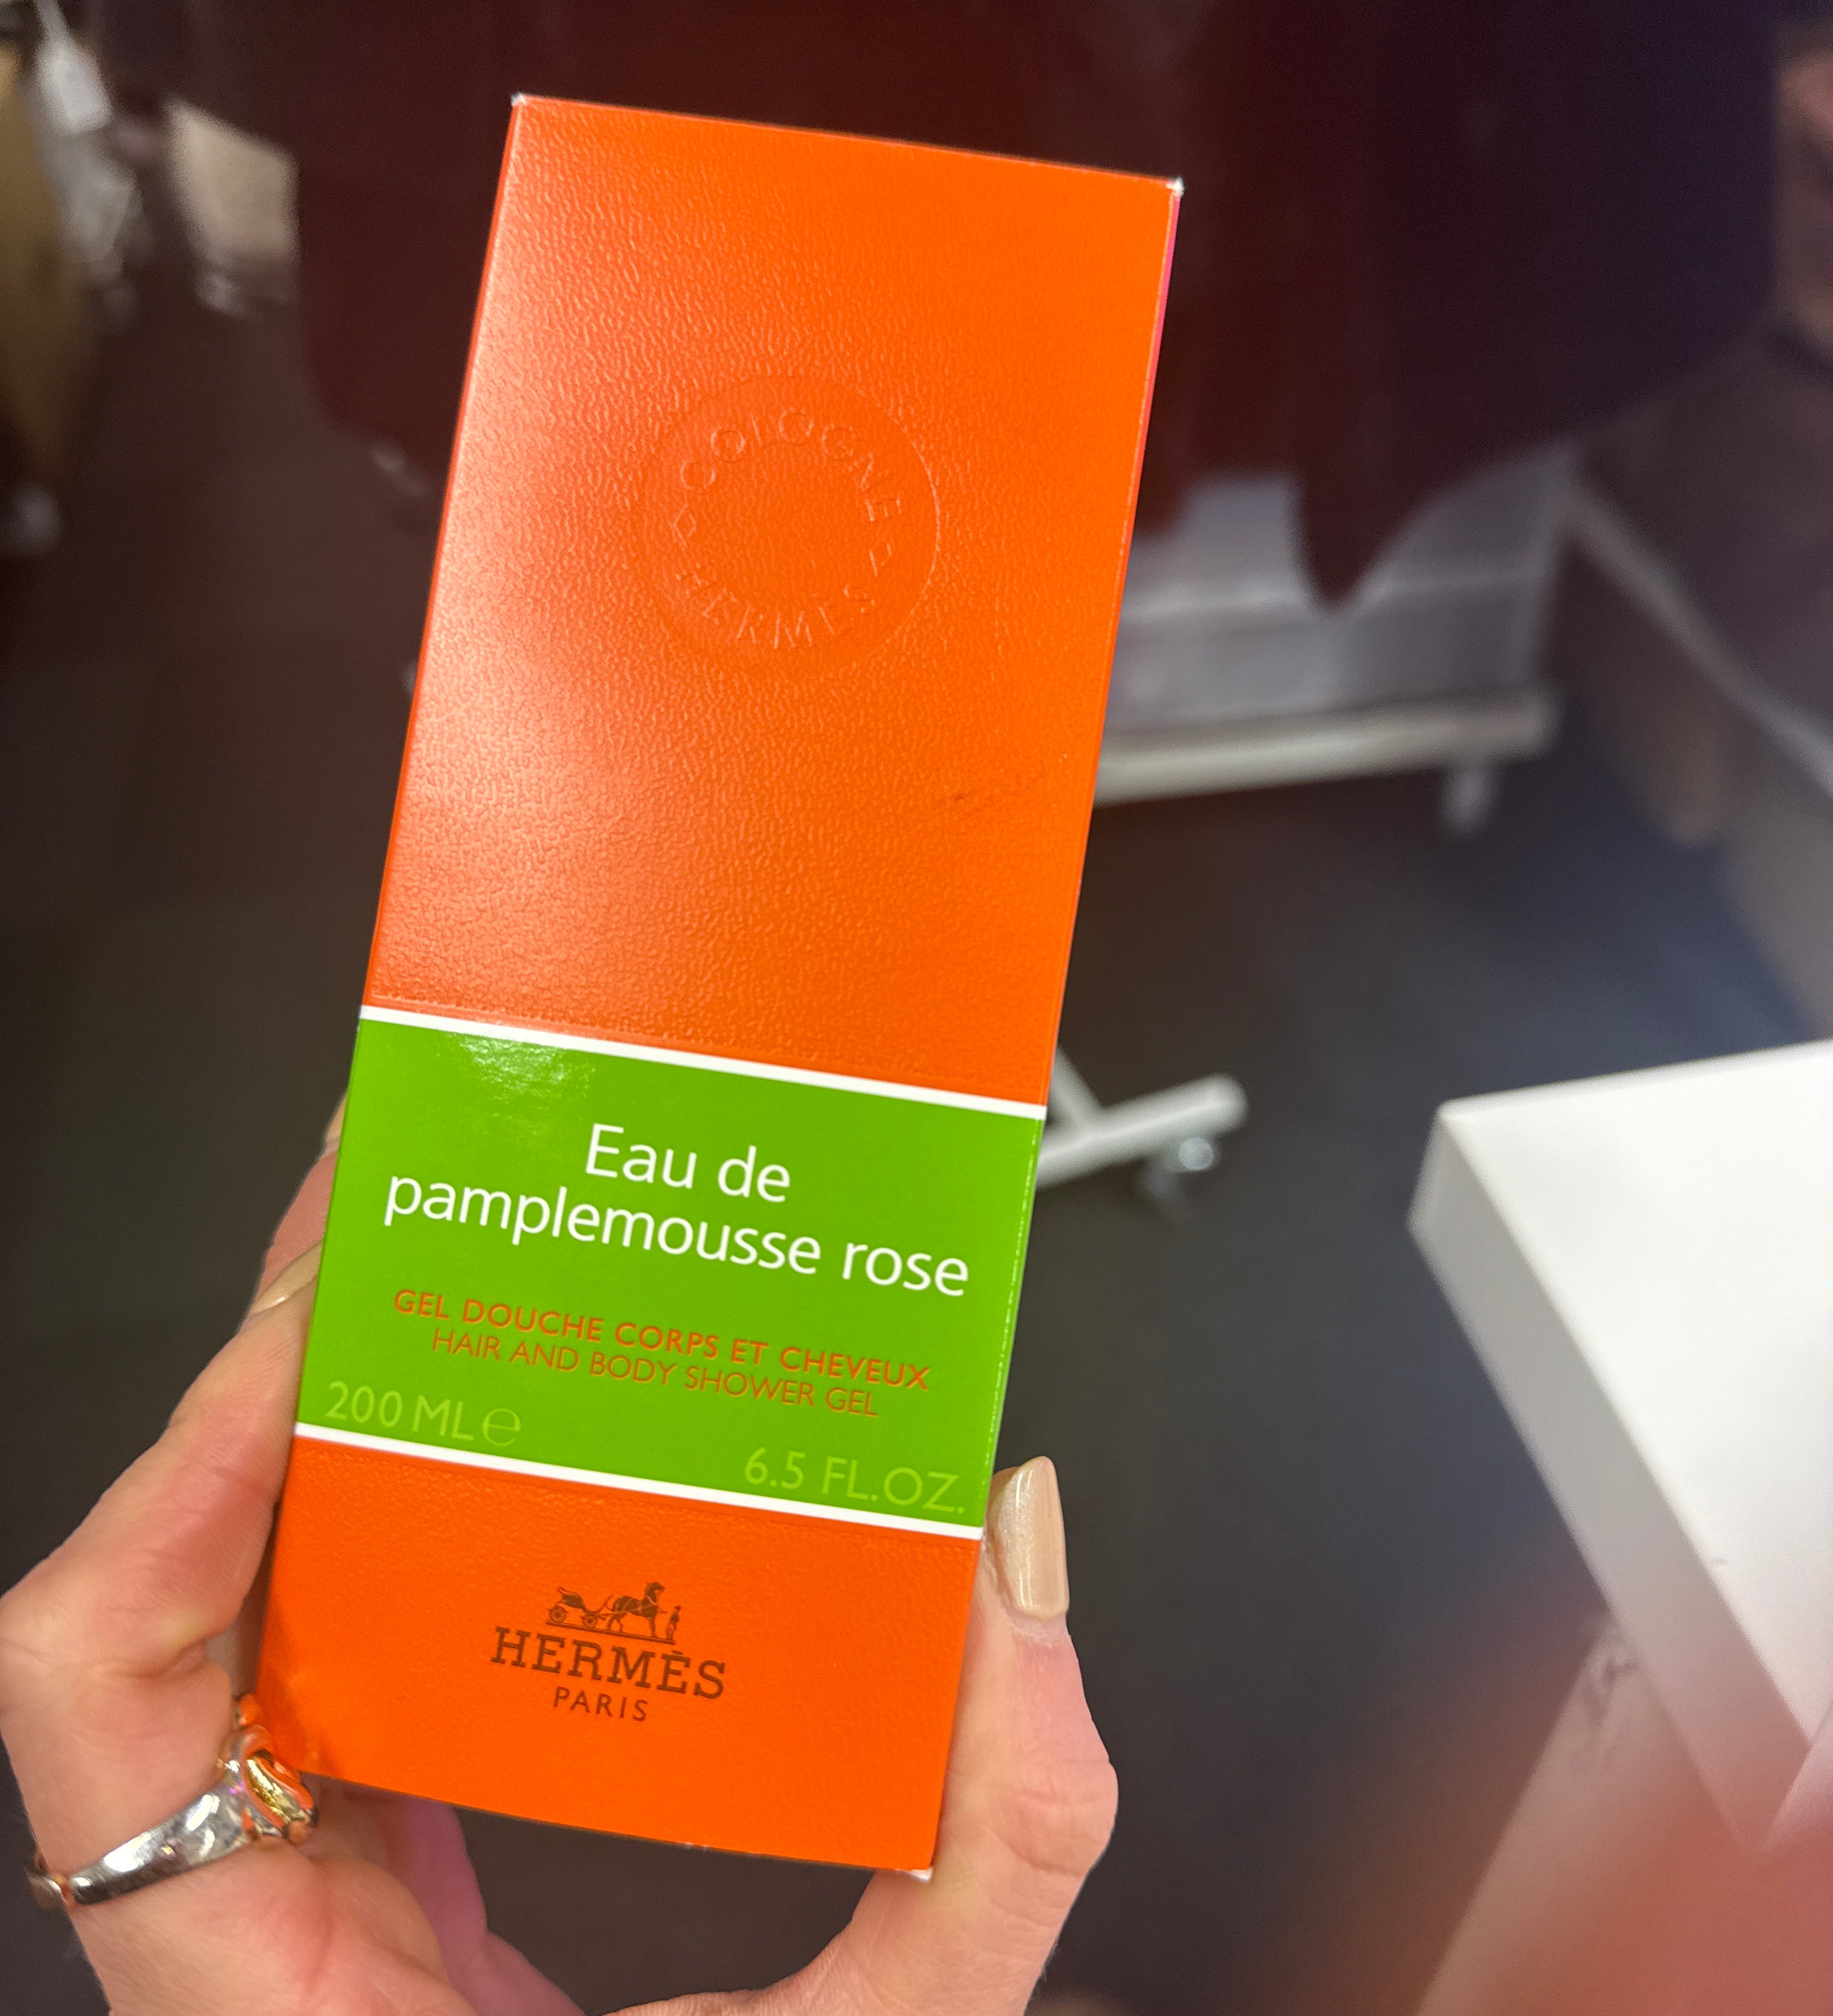 COLOGNE
HERMÈS
Eau de
pamplemousse rose
GEL DOUCHE CORPS ET CHEVEUX
HAIR AND BODY SHOWER GEL
200 ML ℮
6.5 FL.OZ.
HERMÈS
PARIS